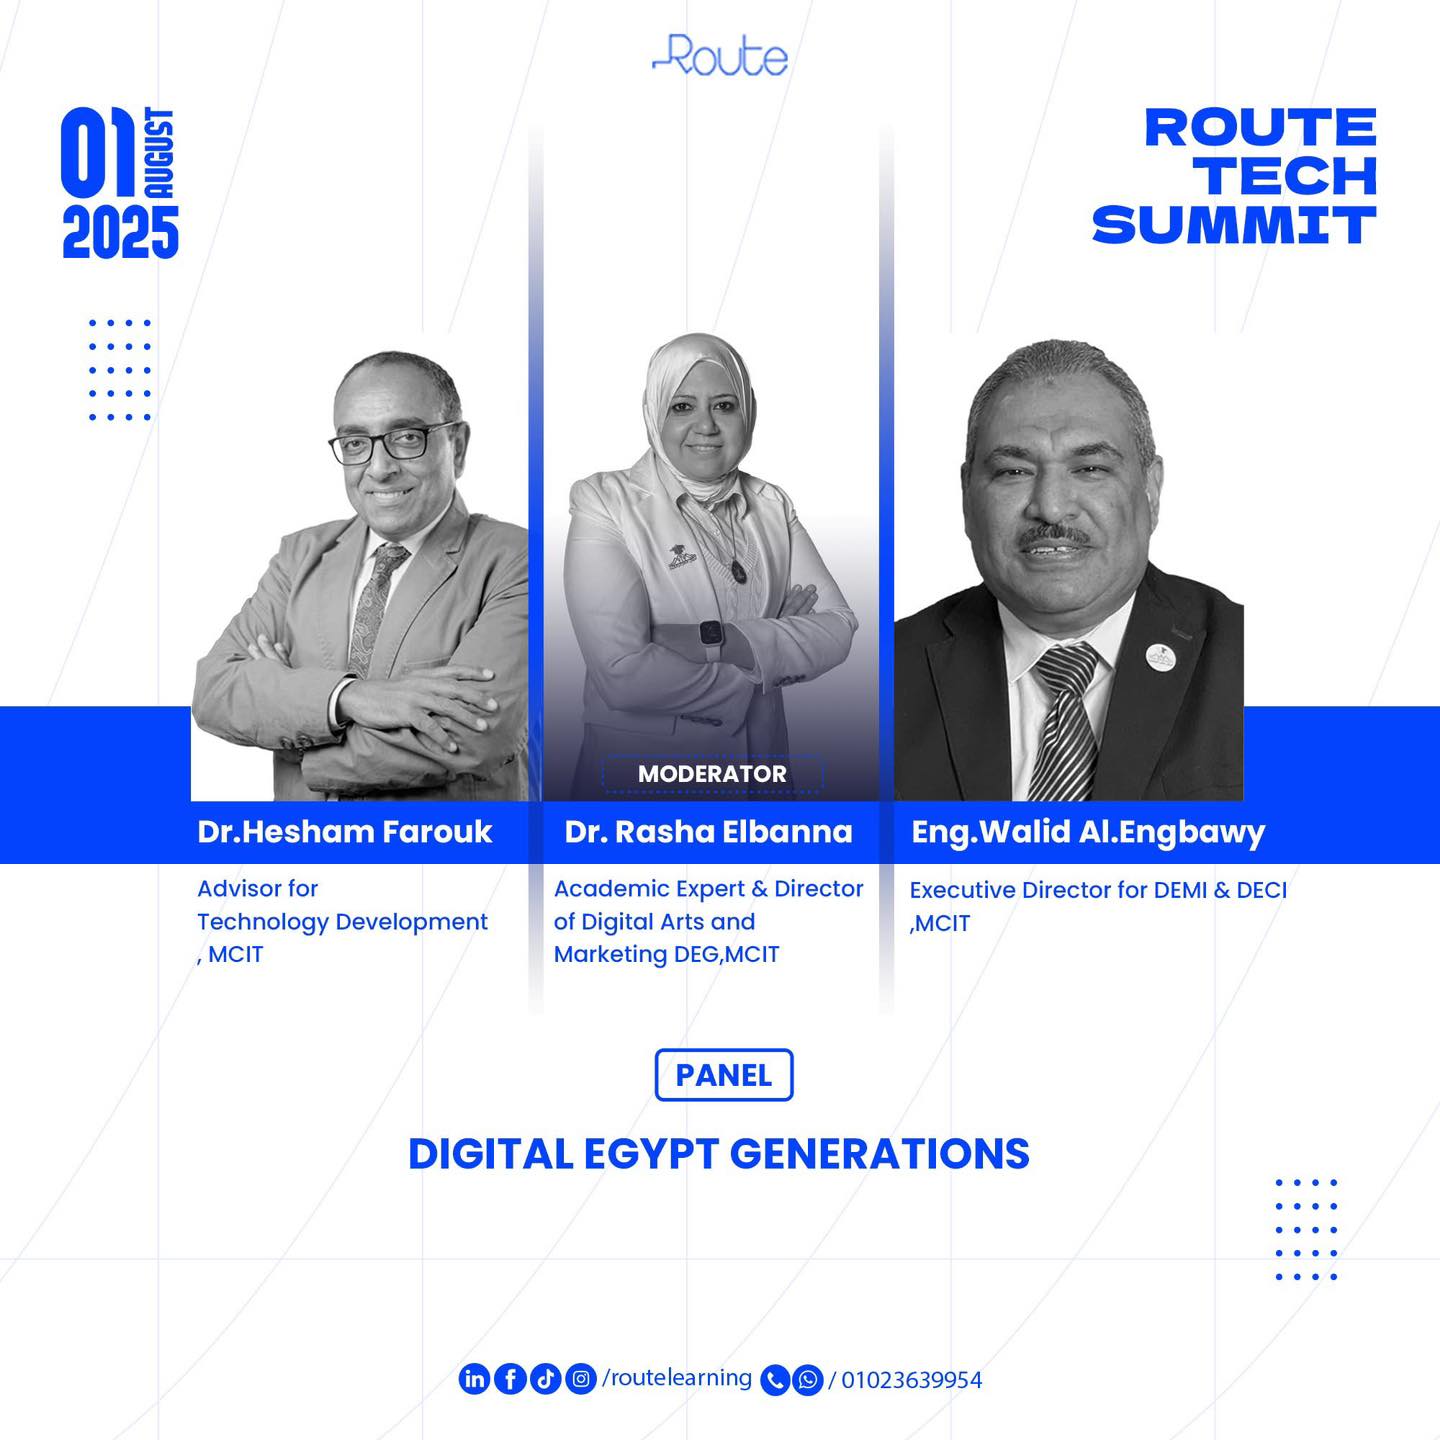 Route
01 AUGUST
2025
ROUTE
TECH
SUMMIT
MODERATOR
Dr.Hesham Farouk
Advisor for
Technology Development
, MCIT
Dr. Rasha Elbanna
Academic Expert & Director
of Digital Arts and
Marketing DEG,MCIT
Eng.Walid Al.Engbawy
Executive Director for DEMI & DECI
,MCIT
PANEL
DIGITAL EGYPT GENERATIONS
/routelearning / 01023639954